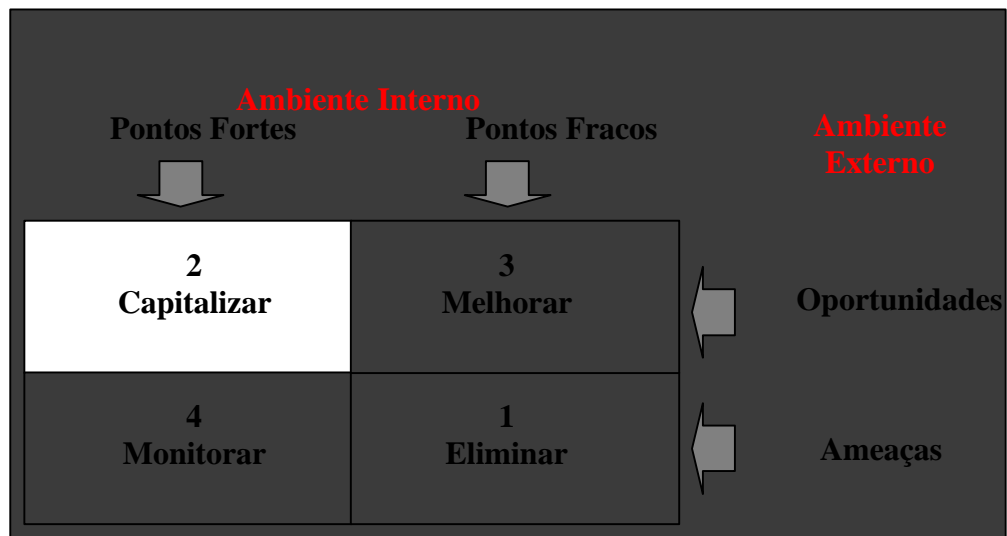 Ambiente Interno
Pontos Fortes
Pontos Fracos
Ambiente
Externo
2
Capitalizar
3
Melhorar
Oportunidades
4
Monitorar
1
Eliminar
Ameaças